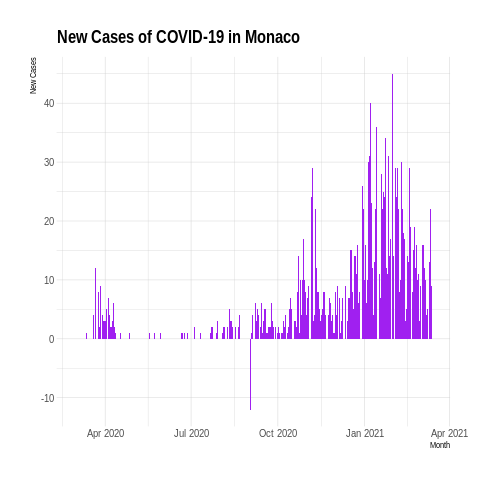 New Cases of COVID-19 in Monaco
New Cases
40
30
20
10
0
-10
Apr 2020
Jul 2020
Oct 2020
Jan 2021
Apr 2021
Month